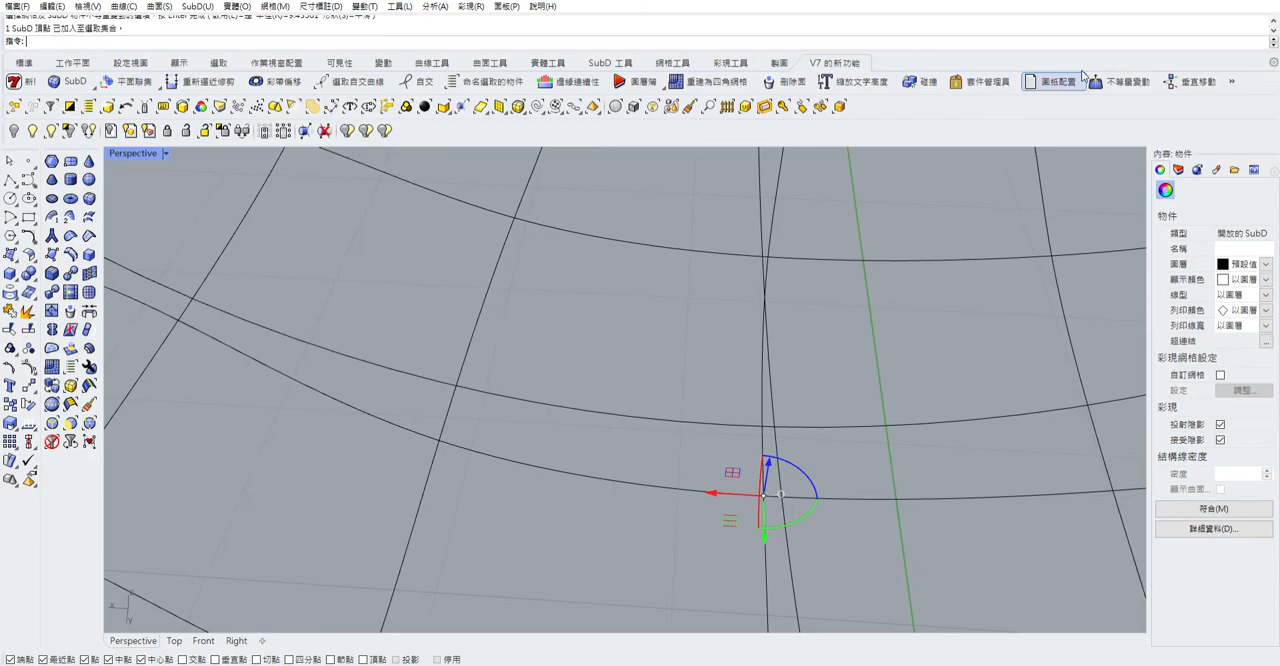 檔案(F) 編輯(E) 檢視(V) 曲線(C) 曲面(S) SubD(U) 實體(O) 網格(M) 尺寸標註(D) 變動(T) 工具(L) 分析(A) 彩現(R) 面板(P) 說明(H)
1 SubD 頂點 已加入至選取集合。
指令:
標準 工作平面 設定視圖 顯示 選取 作業視窗配置 可見性 變動 曲線工具 曲面工具 實體工具 SubD 工具 網格工具 彩現工具 製圖 V7 的新功能
新! SubD 平面聯集 重新逼近修剪 彩帶偏移 選取自交曲線 自交 命名選取的物件 邊緣連續性 圖層簿 重建為四角網格 刪除面 縮放文字高度 碰撞 套件管理員 圖紙配置 不等量變動 垂直移動 »
Perspective
內容: 物件
物件
類型 開放的 SubD
名稱
圖層 預設值
顯示顏色 以圖層
線型 以圖層
列印顏色 以圖層
列印線寬 以圖層
超連結 ...
彩現網格設定
自訂網格
設定 調整...
彩現
投射陰影
接受陰影
結構線密度
密度
顯示曲面...
符合(M)
詳細資料(D)...
x
y
Perspective Top Front Right
端點 最近點 點 中點 中心點 交點 垂直點 切點 四分點 節點 頂點 投影 停用